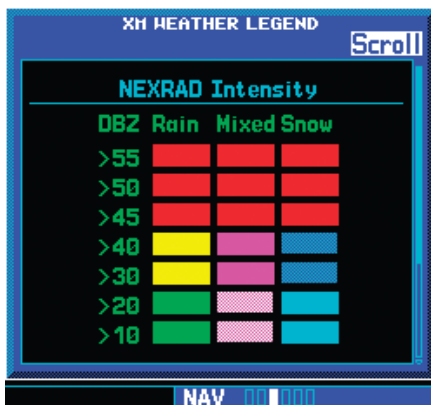 XM WEATHER LEGEND
Scroll
NEXRAD Intensity
DBZ Rain Mixed Snow
>55
>50
>45
>40
>30
>20
>10
NAV